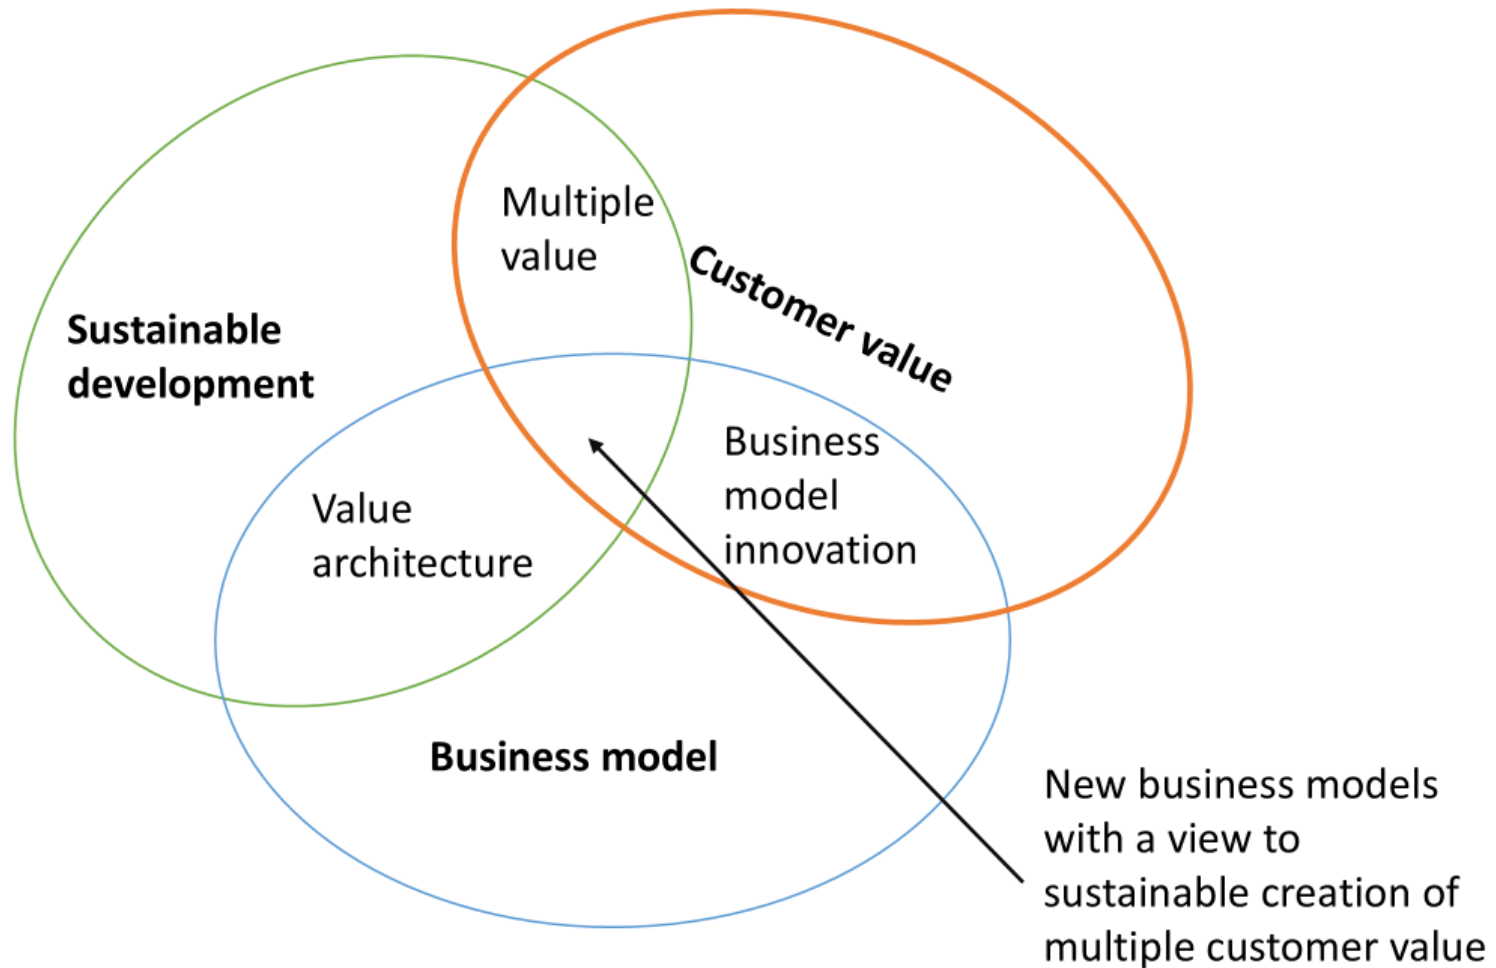 Multiple
value
Customer value
Sustainable
development
Business
model
innovation
Value
architecture
Business model
New business models
with a view to
sustainable creation of
multiple customer value